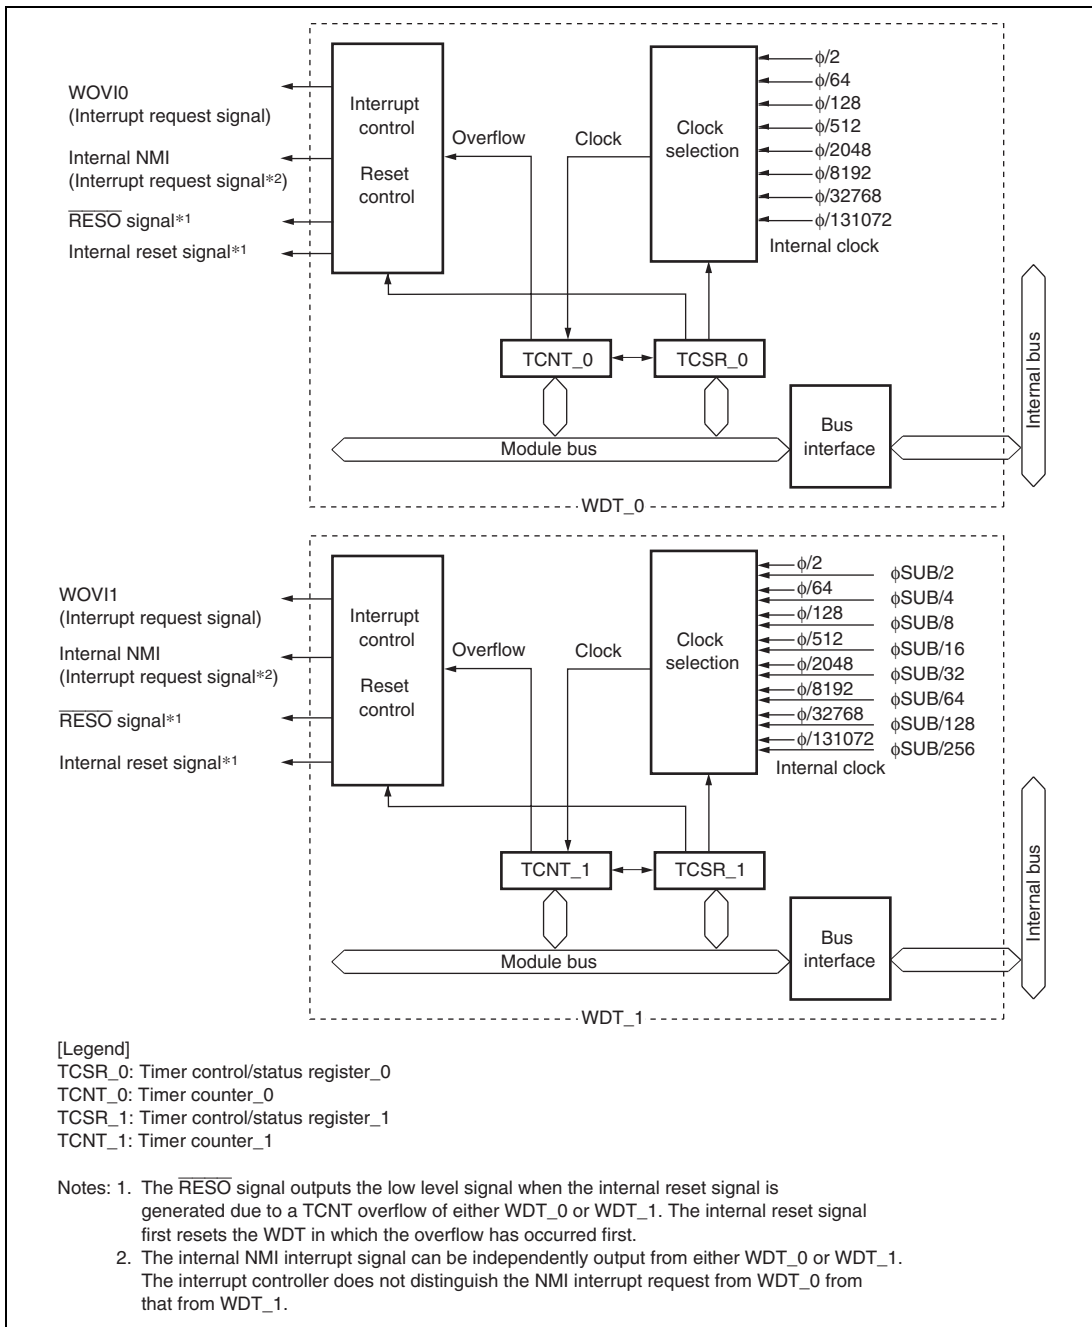 WOVI0
(Interrupt request signal)
Internal NMI
(Interrupt request signal*2)
RESO signal*1
Internal reset signal*1
Interrupt
control
Reset
control
Overflow
Clock
Clock
selection
ϕ/2
ϕ/64
ϕ/128
ϕ/512
ϕ/2048
ϕ/8192
ϕ/32768
ϕ/131072
Internal clock
TCNT_0
TCSR_0
Module bus
Bus
interface
Internal bus
WDT_0
WOVI1
(Interrupt request signal)
Internal NMI
(Interrupt request signal*2)
RESO signal*1
Internal reset signal*1
Interrupt
control
Reset
control
Overflow
Clock
Clock
selection
ϕ/2
ϕSUB/2
ϕ/64
ϕSUB/4
ϕ/128
ϕSUB/8
ϕ/512
ϕSUB/16
ϕ/2048
ϕSUB/32
ϕ/8192
ϕSUB/64
ϕ/32768
ϕSUB/128
ϕ/131072
ϕSUB/256
Internal clock
TCNT_1
TCSR_1
Module bus
Bus
interface
Internal bus
WDT_1
[Legend]
TCSR_0: Timer control/status register_0
TCNT_0: Timer counter_0
TCSR_1: Timer control/status register_1
TCNT_1: Timer counter_1
Notes: 1. The RESO signal outputs the low level signal when the internal reset signal is
generated due to a TCNT overflow of either WDT_0 or WDT_1. The internal reset signal
first resets the WDT in which the overflow has occurred first.
2. The internal NMI interrupt signal can be independently output from either WDT_0 or WDT_1.
The interrupt controller does not distinguish the NMI interrupt request from WDT_0 from
that from WDT_1.